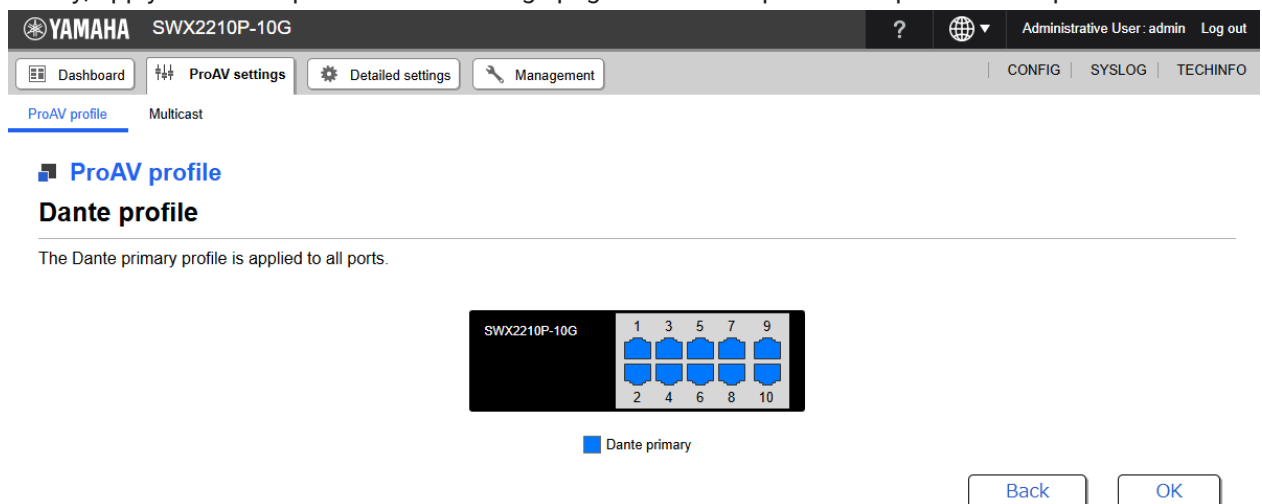 YAMAHA SWX2210P-10G ? Administrative User: admin Log out
Dashboard ProAV settings Detailed settings Management CONFIG SYSLOG TECHINFO
ProAV profile Multicast
ProAV profile
Dante profile
The Dante primary profile is applied to all ports.
SWX2210P-10G 1 3 5 7 9
2 4 6 8 10
Dante primary
Back OK